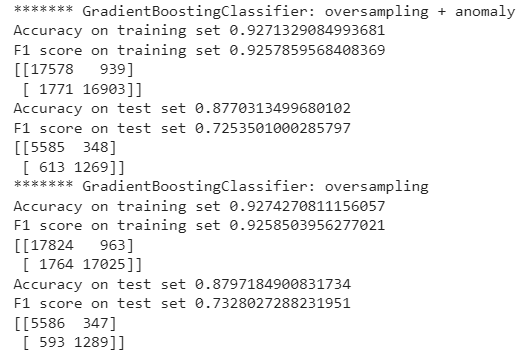 ******* GradientBoostingClassifier: oversampling + anomaly
Accuracy on training set 0.9271329084993681
F1 score on training set 0.9257859568408369
[[17578   939]
 [ 1771 16903]]
Accuracy on test set 0.8770313499680102
F1 score on test set 0.7253501000285797
[[5585  348]
 [ 613 1269]]
******* GradientBoostingClassifier: oversampling
Accuracy on training set 0.9274270811156057
F1 score on training set 0.9258503956277021
[[17824   963]
 [ 1764 17025]]
Accuracy on test set 0.8797184900831734
F1 score on test set 0.7328027288231951
[[5586  347]
 [ 593 1289]]